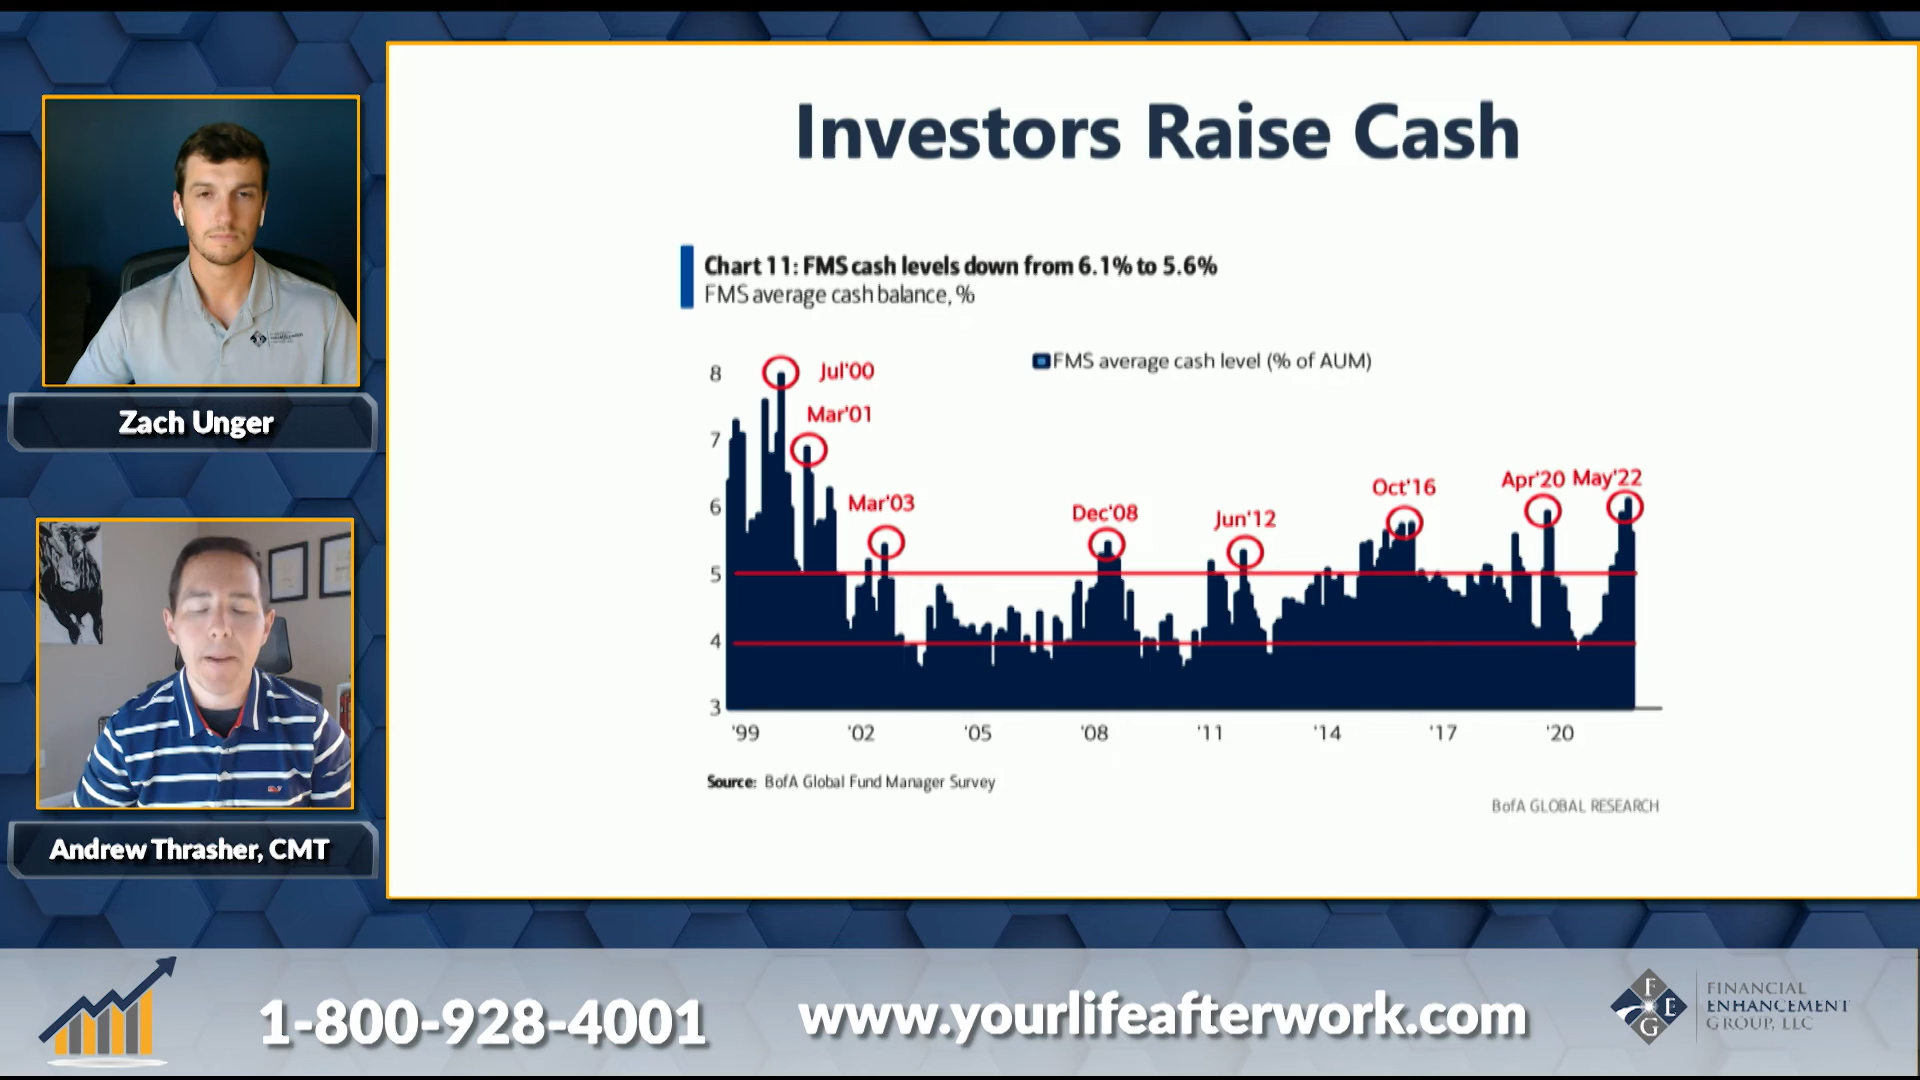 Investors Raise Cash
Chart 11: FMS cash levels down from 6.1% to 5.6%
FMS average cash balance, %
FMS average cash level (% of AUM)
8
7
6
5
4
3
Jul'00
Mar'01
Mar'03
Dec'08
Jun'12
Oct'16
Apr'20
May'22
'99
'02
'05
'08
'11
'14
'17
'20
Source: BofA Global Fund Manager Survey
BofA GLOBAL RESEARCH
Zach Unger
Andrew Thrasher, CMT
1-800-928-4001
www.yourlifeafterwork.com
F
E
G
FINANCIAL
ENHANCEMENT
GROUP, LLC